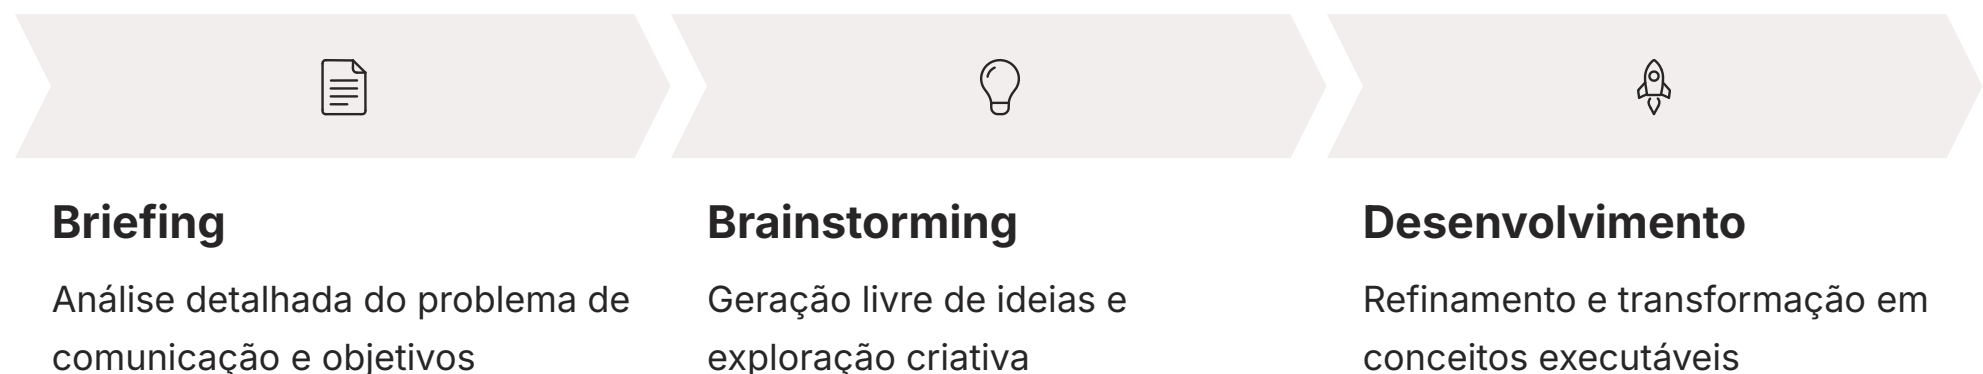 Briefing
Análise detalhada do problema de
comunicação e objetivos
Brainstorming
Geração livre de ideias e
exploração criativa
Desenvolvimento
Refinamento e transformação em
conceitos executáveis